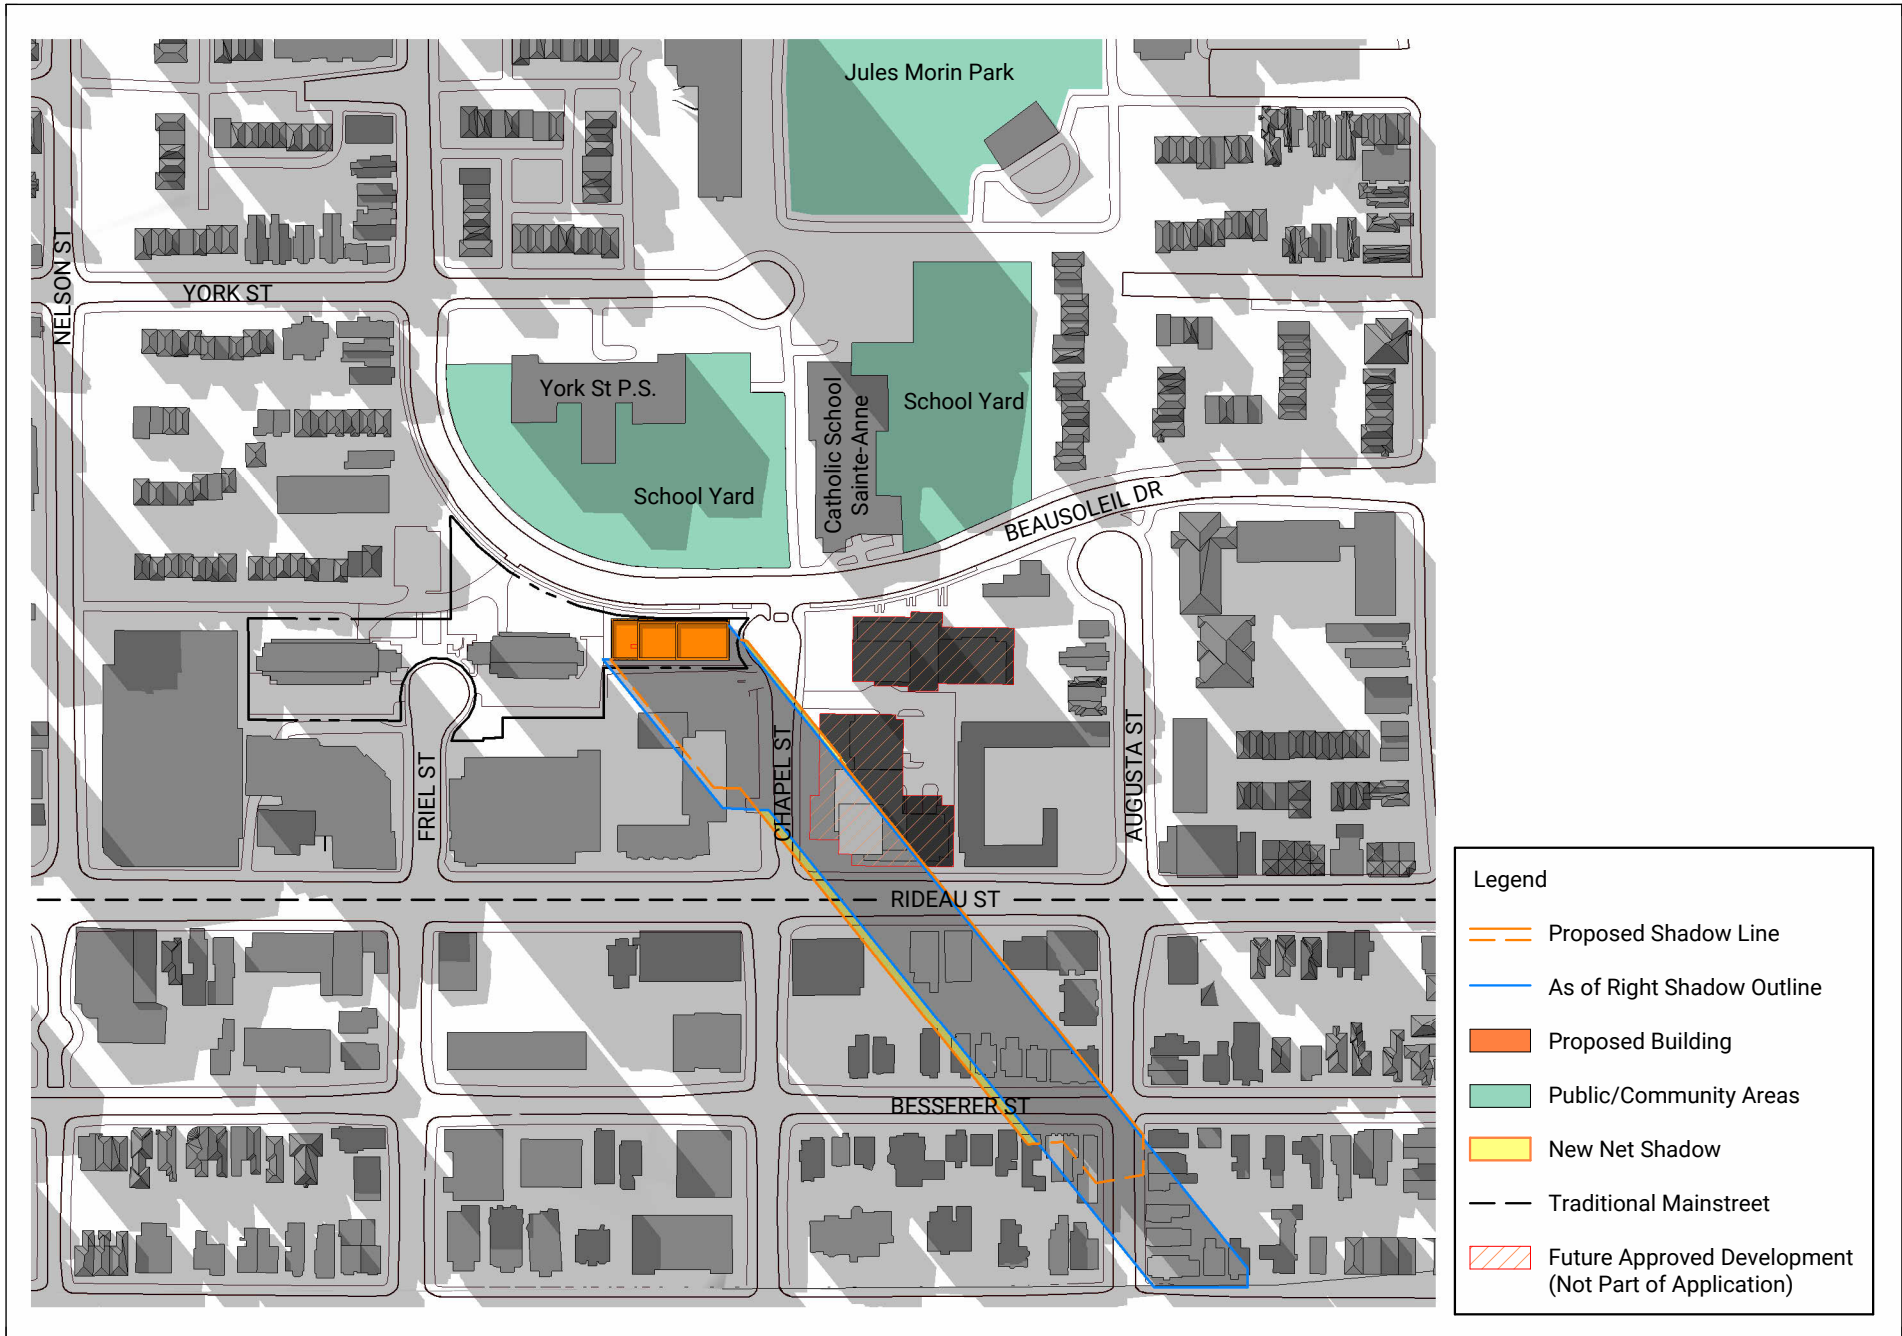 Jules Morin Park
NELSON ST
YORK ST
York St P.S.
School Yard
Catholic School
Sainte-Anne
School Yard
BEAUSOLEIL DR
FRIEL ST
CHAPEL ST
AUGUSTA ST
RIDEAU ST
BESSERER ST
Legend
Proposed Shadow Line
As of Right Shadow Outline
Proposed Building
Public/Community Areas
New Net Shadow
Traditional Mainstreet
Future Approved Development
(Not Part of Application)